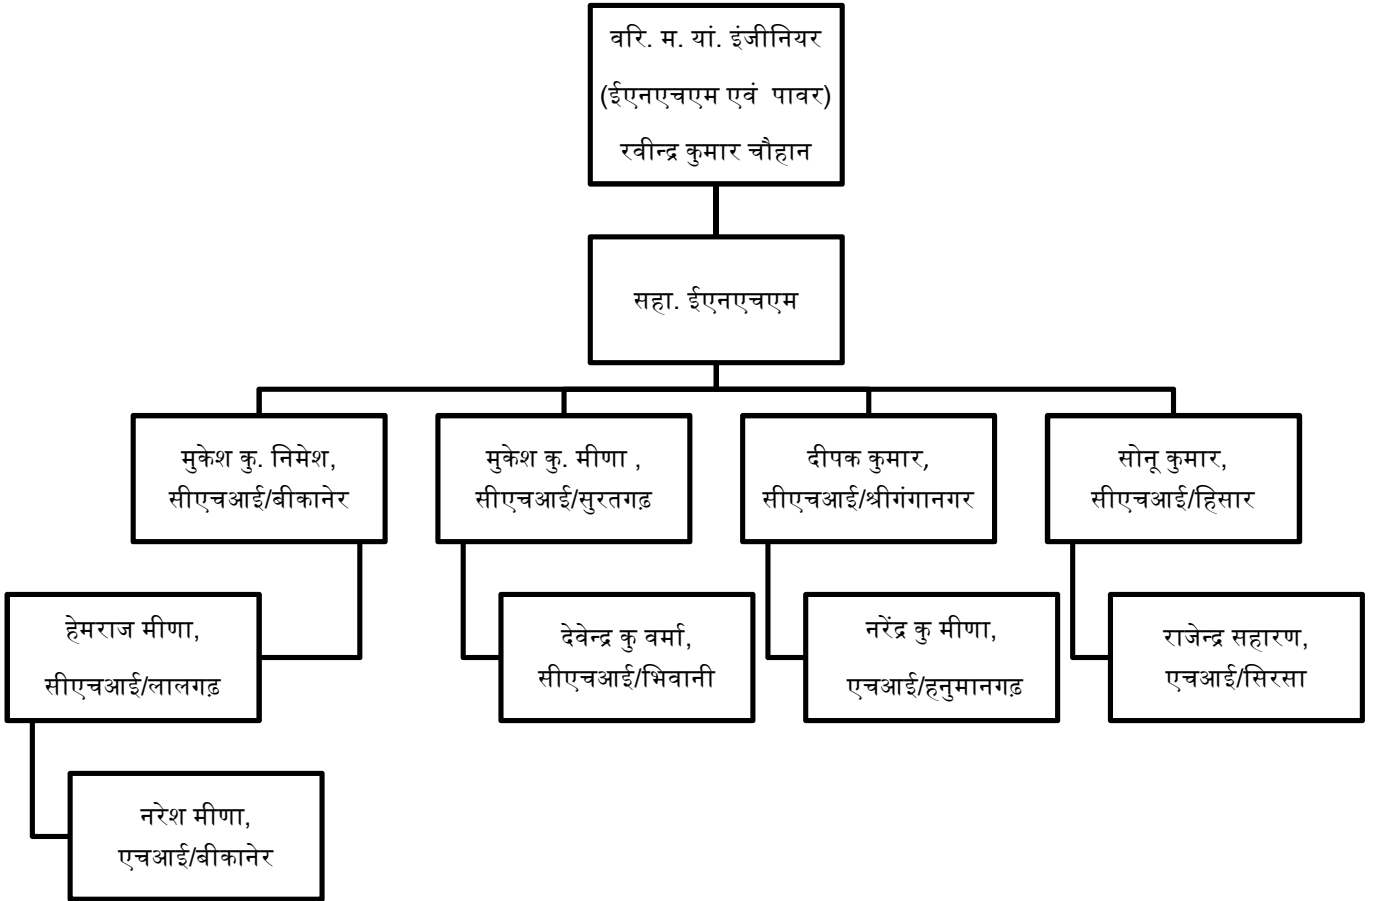 वरि. म. यां. इंजीनियर
(ईएनएचएम एवं पावर)
रवीन्द्र कुमार चौहान
सहा. ईएनएचएम
मुकेश कु. निमेश,
सीएचआई/बीकानेर
मुकेश कु. मीणा ,
सीएचआई/सुरतगढ़
दीपक कुमार,
सीएचआई/श्रीगंगानगर
सोनू कुमार,
सीएचआई/हिसार
हेमराज मीणा,
सीएचआई/लालगढ़
देवेन्द्र कु वर्मा,
सीएचआई/भिवानी
नरेंद्र कु मीणा,
एचआई/हनुमानगढ़
राजेन्द्र सहारण,
एचआई/सिरसा
नरेश मीणा,
एचआई/बीकानेर